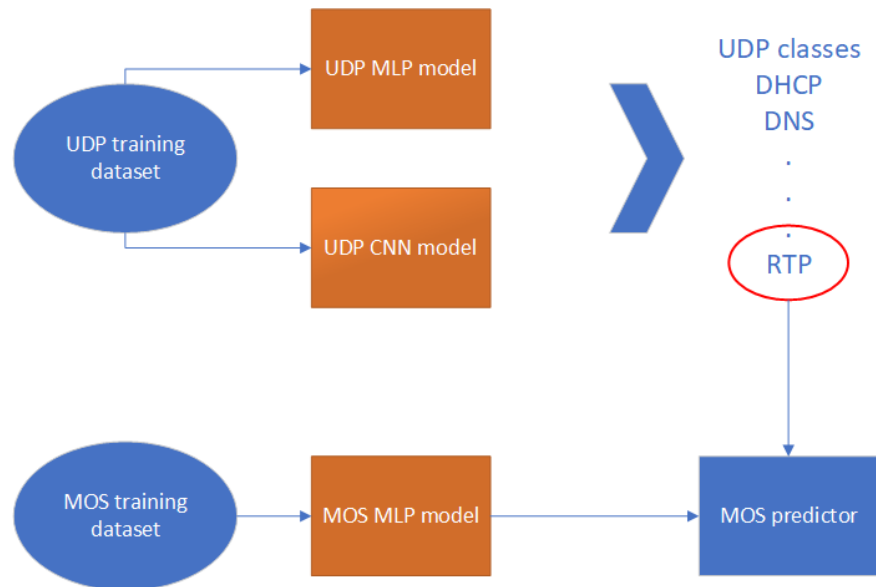 UDP MLP model
UDP training
dataset
UDP CNN model
UDP classes
DHCP
DNS
.
.
.
RTP
MOS training
dataset
MOS MLP model
MOS predictor